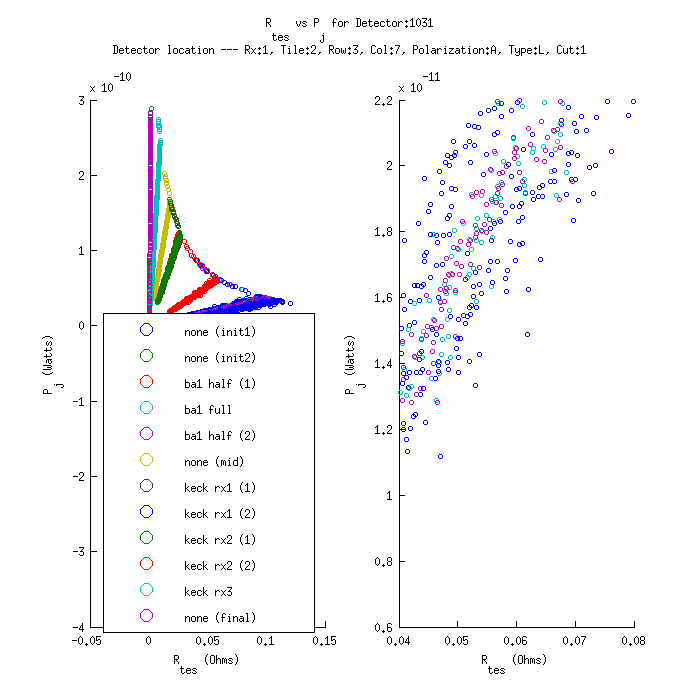 R_tes vs P_j for Detector:1031
Detector location --- Rx:1, Tile:2, Row:3, Col:7, Polarization:A, Type:L, Cut:1
x 10^-10
3
2
1
0
-1
-2
-3
-4
-0.05
0
0.05
0.1
0.15
P_j (Watts)
R_tes (Ohms)
none (init1)
none (init2)
ba1 half (1)
ba1 full
ba1 half (2)
none (mid)
keck rx1 (1)
keck rx1 (2)
keck rx2 (1)
keck rx2 (2)
keck rx3
none (final)
x 10^-11
2.2
2
1.8
1.6
1.4
1.2
1
0.8
0.6
0.04
0.05
0.06
0.07
0.08
P_j (Watts)
R_tes (Ohms)